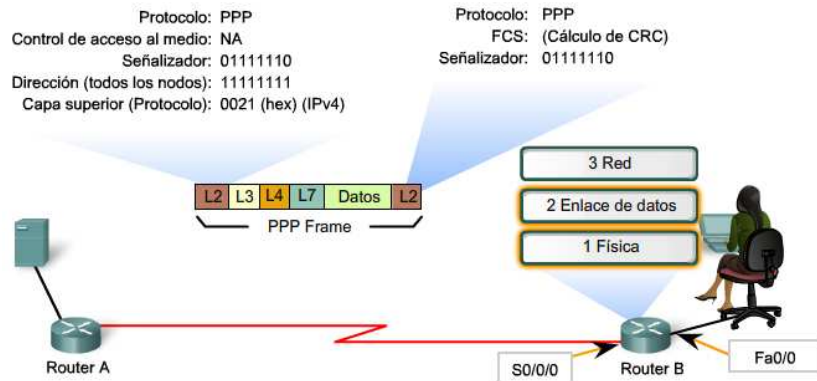 Protocolo: PPP
Control de acceso al medio: NA
Señalizador: 01111110
Dirección (todos los nodos): 11111111
Capa superior (Protocolo): 0021 (hex) (IPv4)
Protocolo: PPP
FCS: (Cálculo de CRC)
Señalizador: 01111110
L2 L3 L4 L7 Datos L2
PPP Frame
3 Red
2 Enlace de datos
1 Física
Router A
S0/0/0
Router B
Fa0/0